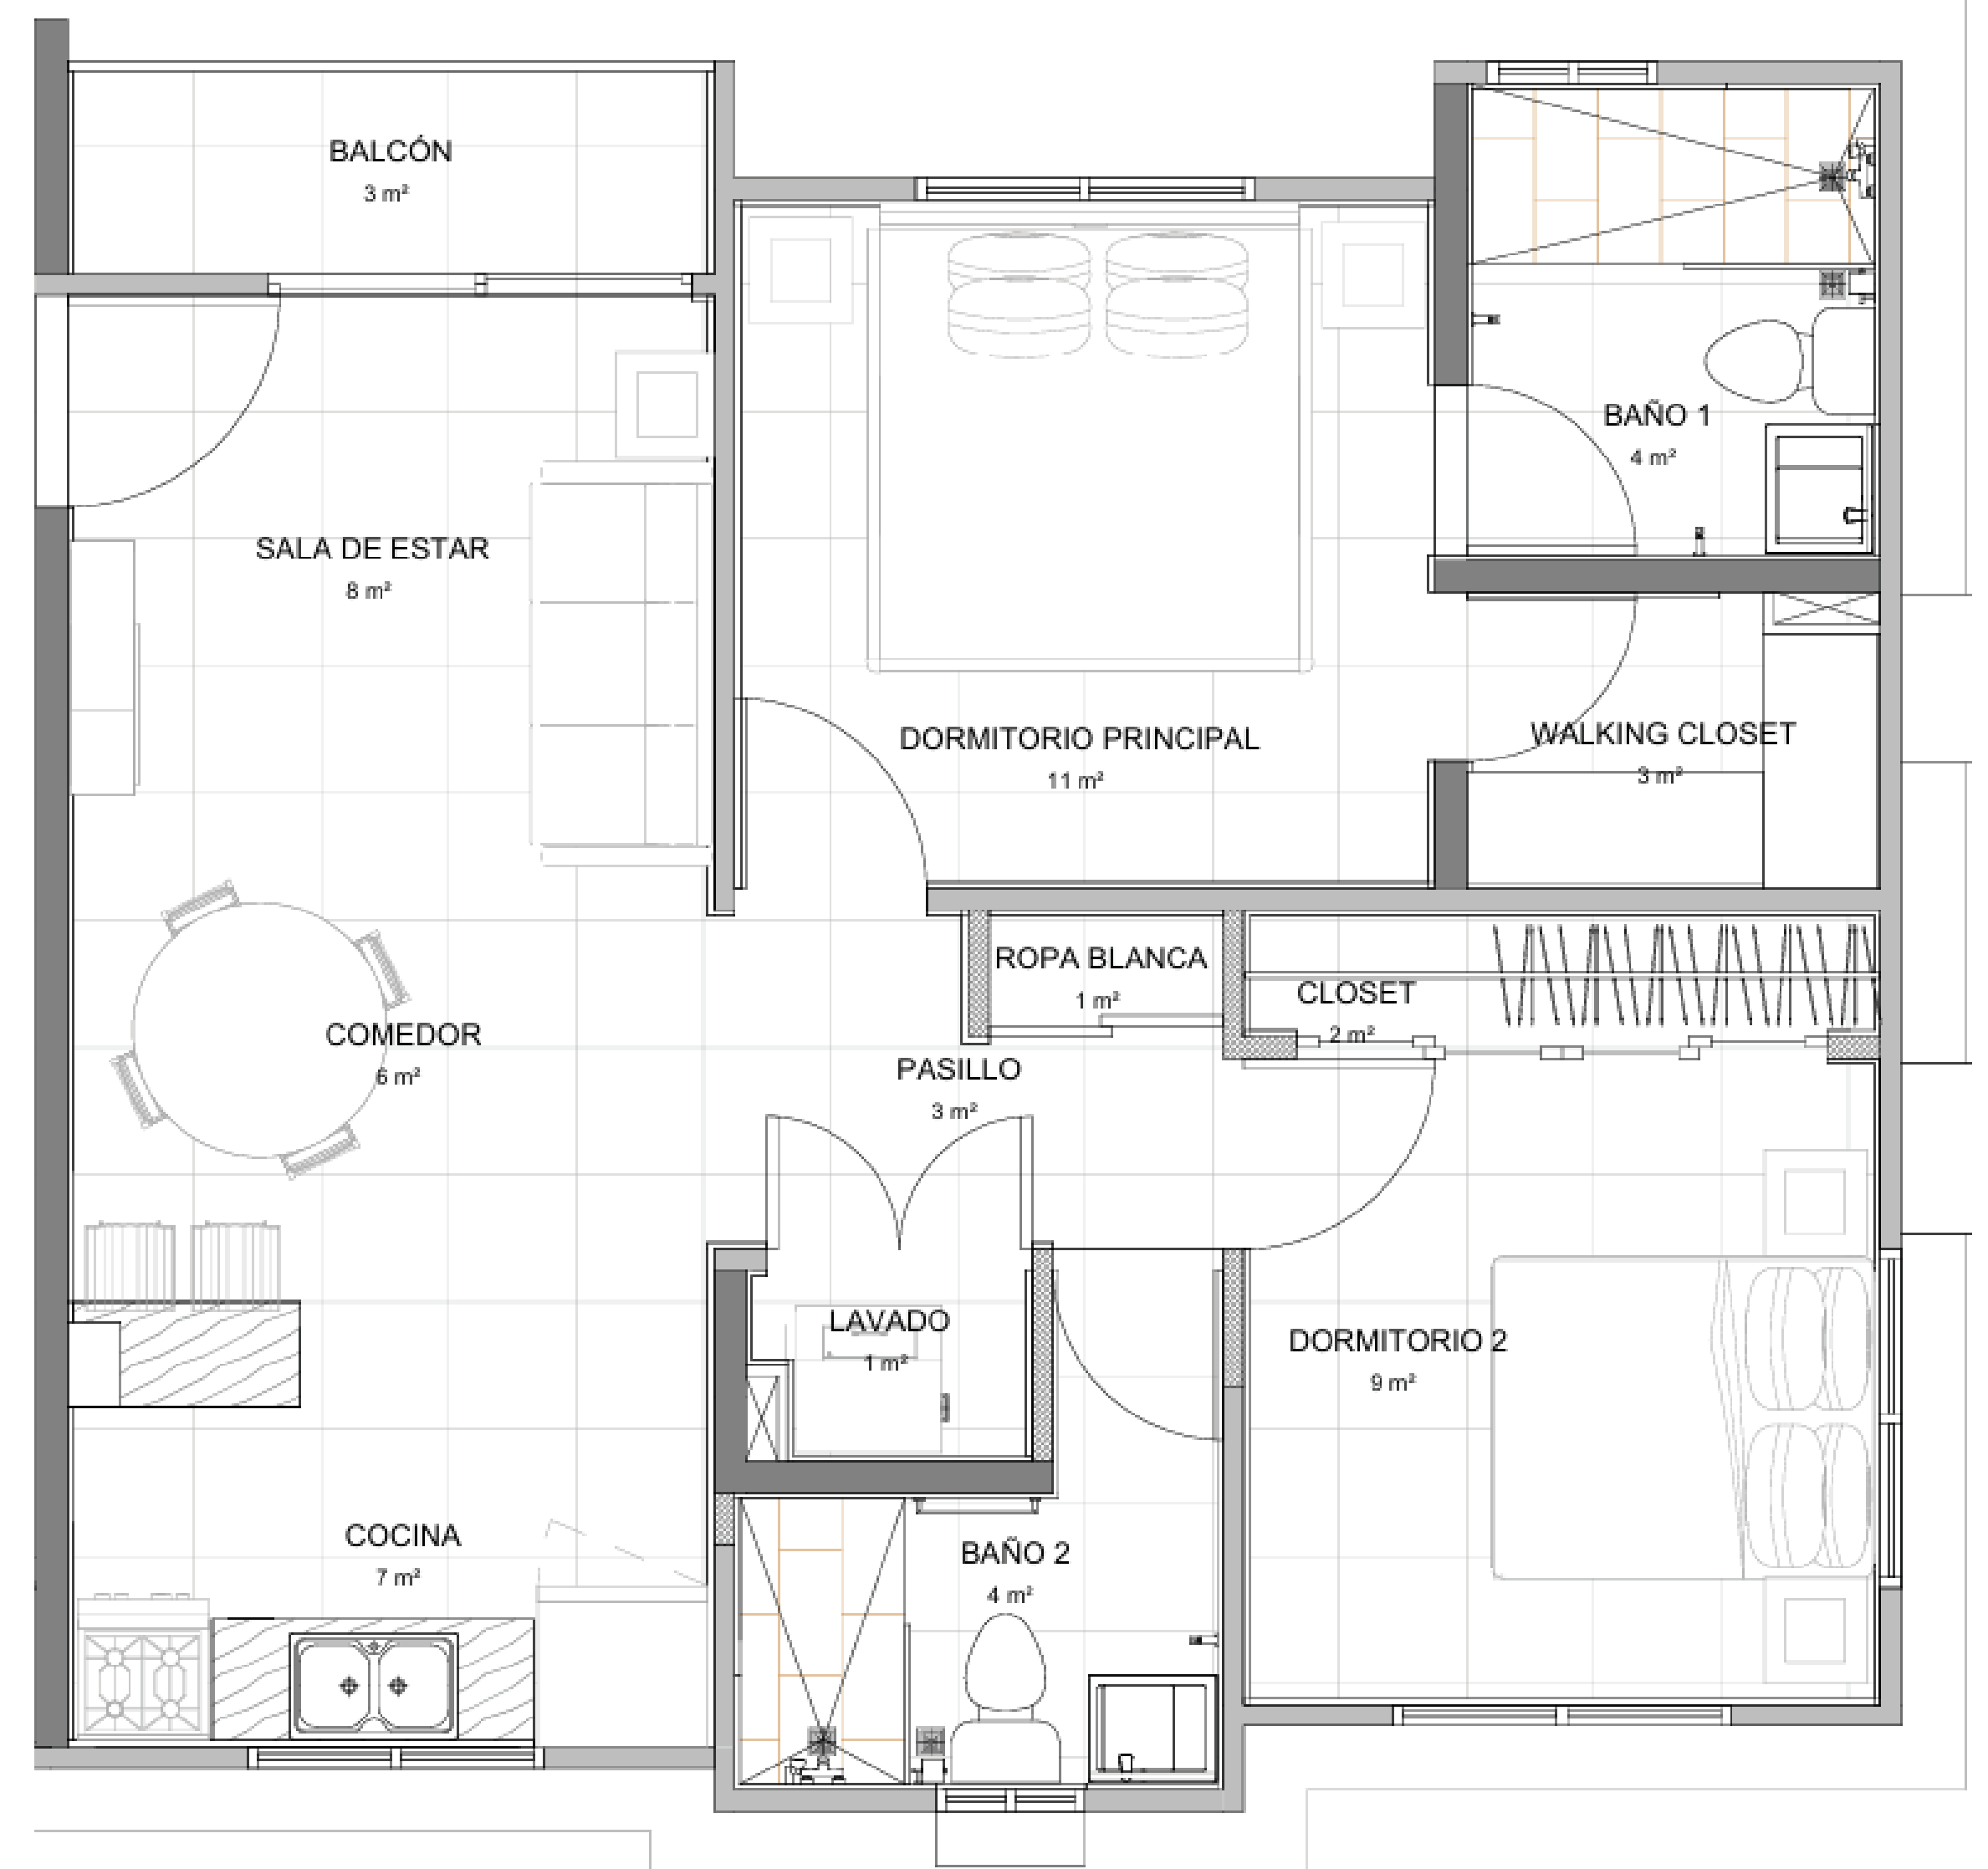 BALCÓN
3 m²
SALA DE ESTAR
8 m²
BAÑO 1
4 m²
DORMITORIO PRINCIPAL
11 m²
WALKING CLOSET
3 m²
ROPA BLANCA
1 m²
CLOSET
2 m²
COMEDOR
6 m²
PASILLO
3 m²
LAVADO
1 m²
DORMITORIO 2
9 m²
COCINA
7 m²
BAÑO 2
4 m²